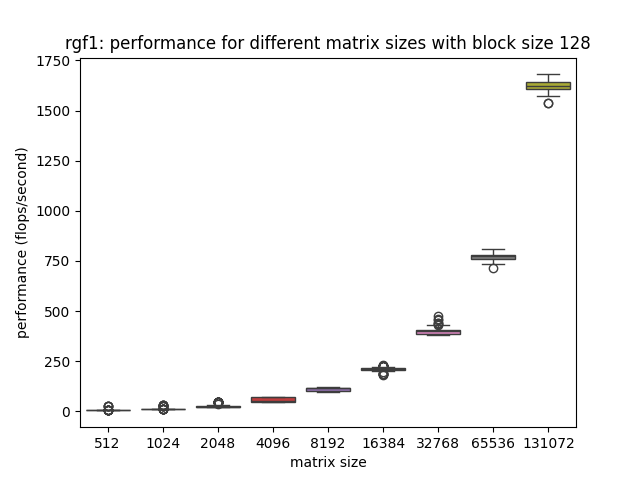 rgf1: performance for different matrix sizes with block size 128
performance (flops/second)
1750
1500
1250
1000
750
500
250
0
512 1024 2048 4096 8192 16384 32768 65536 131072
matrix size